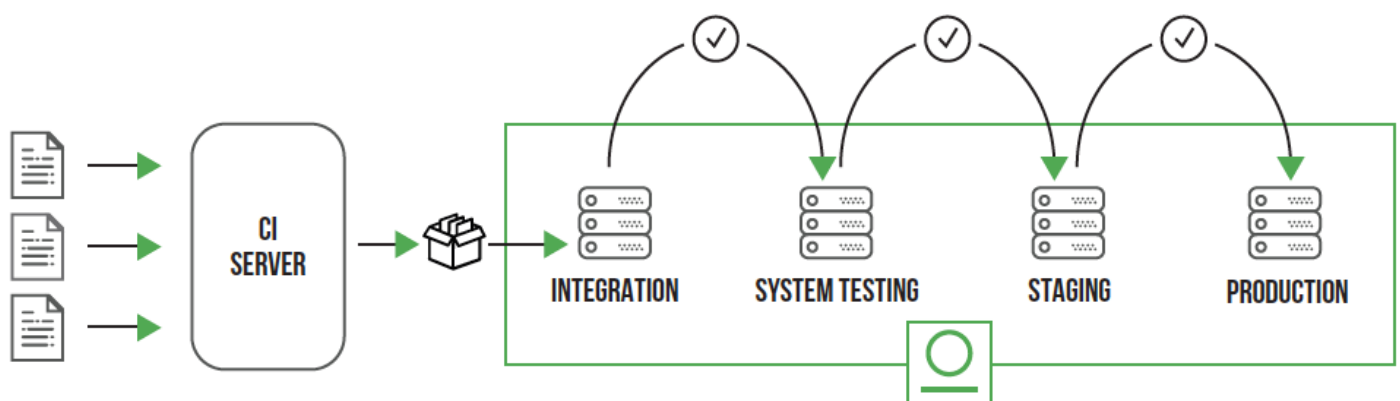 CI
SERVER
INTEGRATION
SYSTEM TESTING
STAGING
PRODUCTION